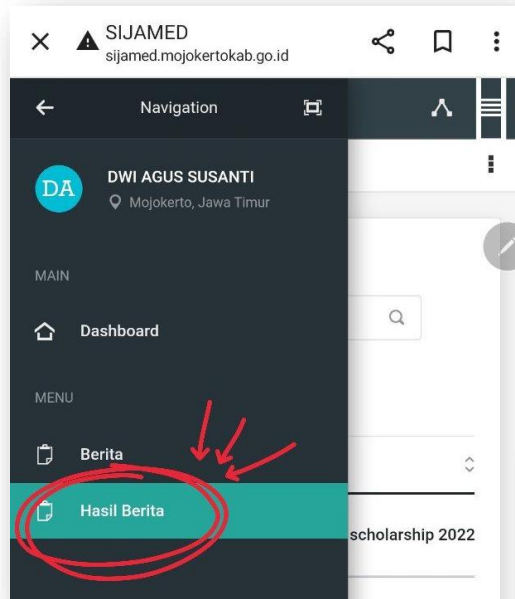 SIJAMED
sijamed.mojokertokab.go.id
Navigation
DA
DWI AGUS SUSANTI
Mojokerto, Jawa Timur
MAIN
Dashboard
MENU
Berita
Hasil Berita
scholarship 2022